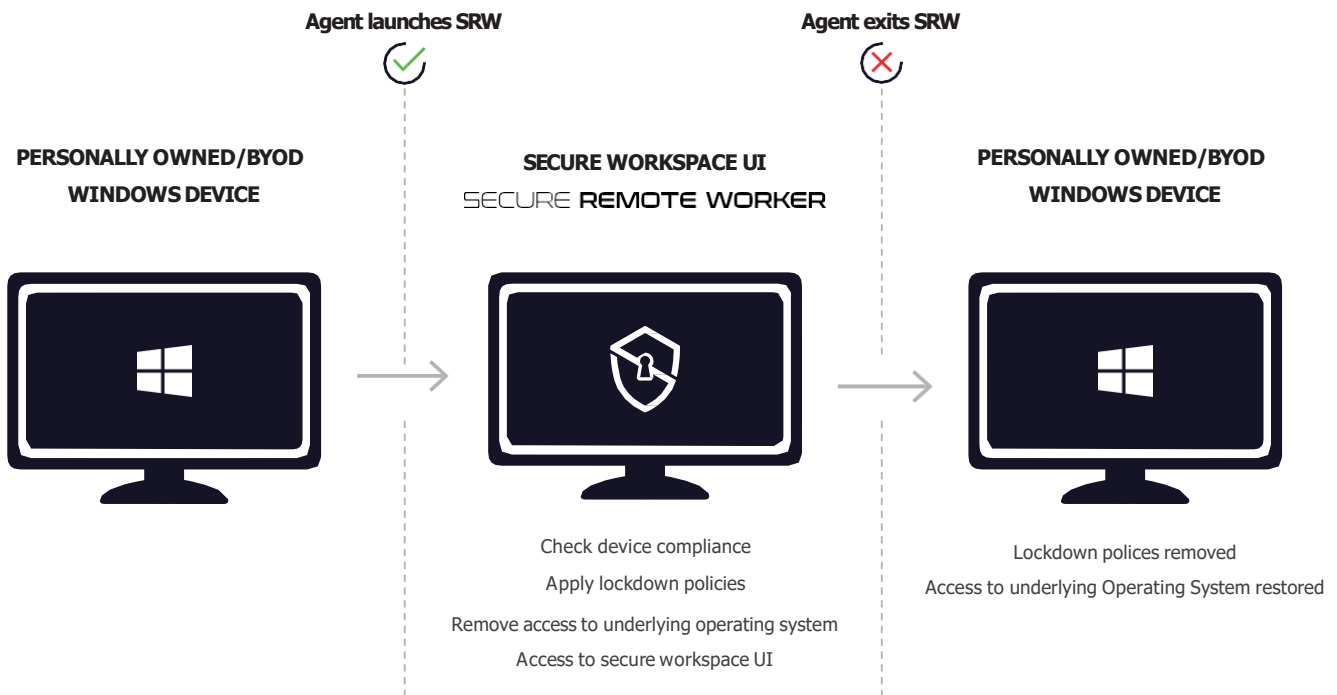 Agent launches SRW
Agent exits SRW
PERSONALLY OWNED/BYOD
WINDOWS DEVICE
SECURE WORKSPACE UI
SECURE REMOTE WORKER
PERSONALLY OWNED/BYOD
WINDOWS DEVICE
Check device compliance
Apply lockdown policies
Remove access to underlying operating system
Access to secure workspace UI
Lockdown polices removed
Access to underlying Operating System restored